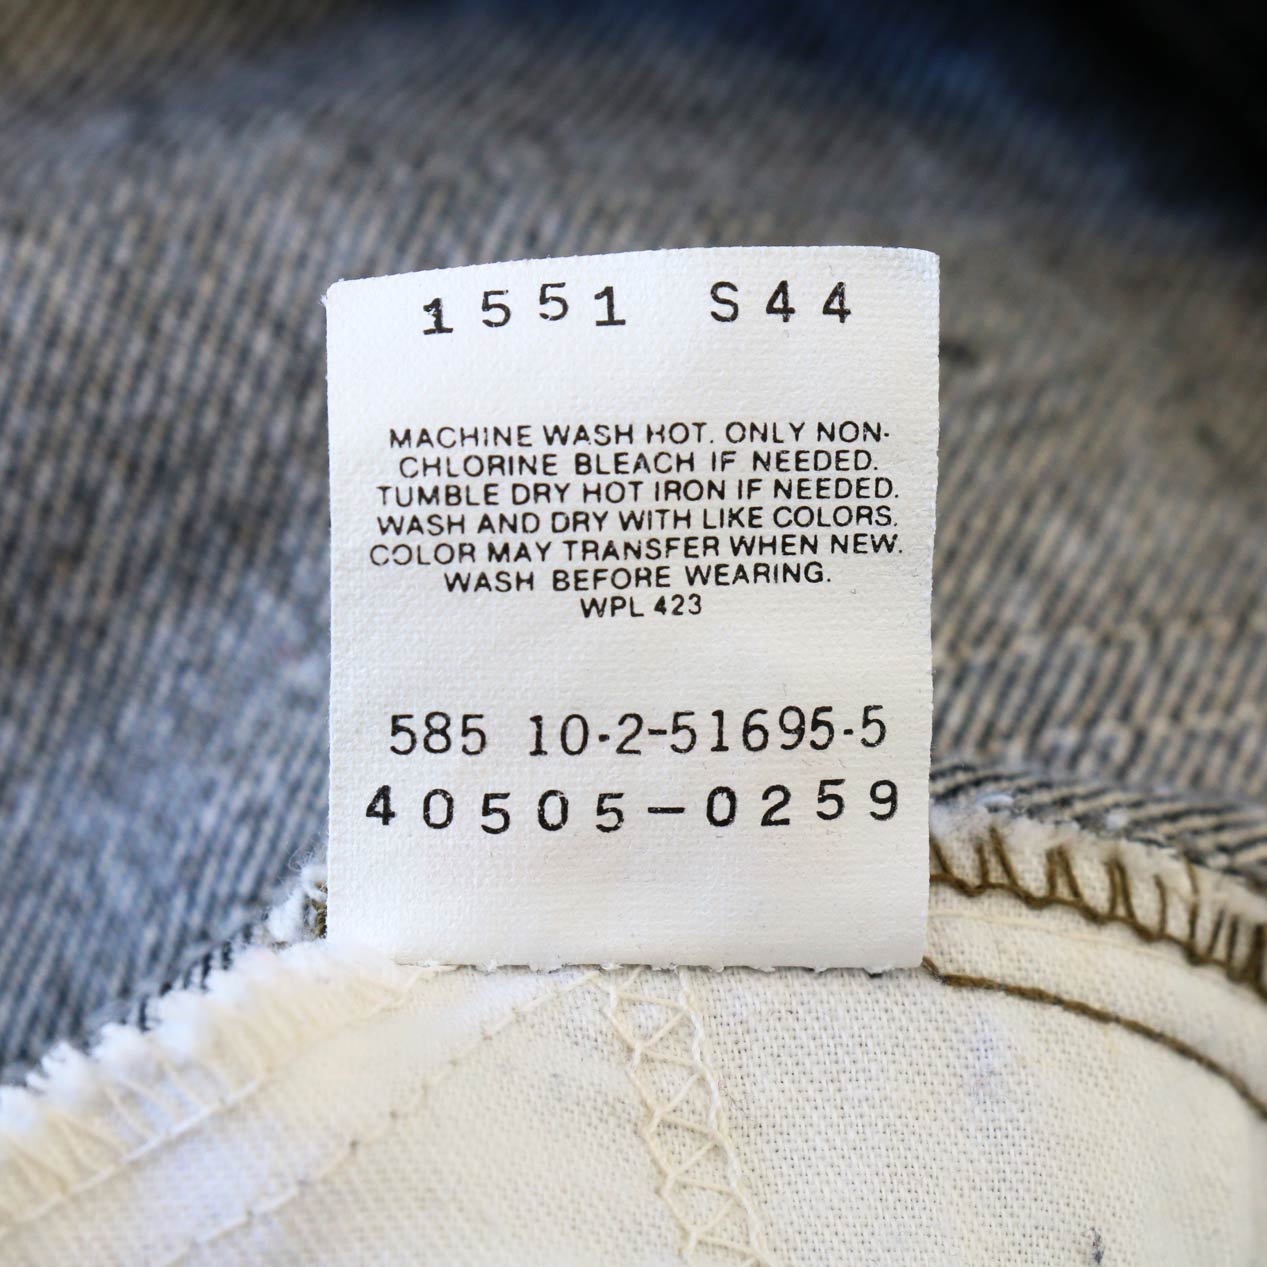 1551 S44
MACHINE WASH HOT. ONLY NON-
CHLORINE BLEACH IF NEEDED.
TUMBLE DRY HOT IRON IF NEEDED.
WASH AND DRY WITH LIKE COLORS.
COLOR MAY TRANSFER WHEN NEW.
WASH BEFORE WEARING.
WPL 423
585 10·2-51695·5
40505-0259